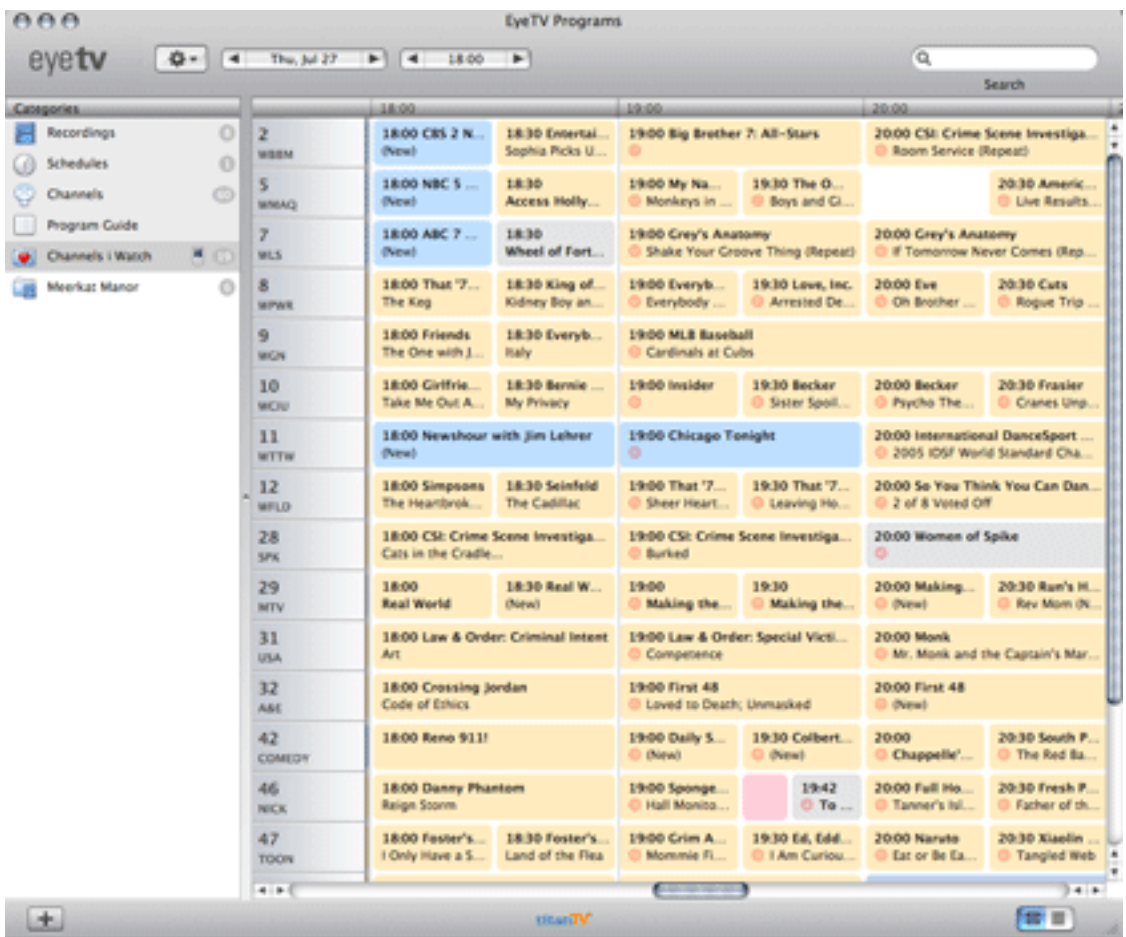 EyeTV Programs
eyetv
Thu, Jul 27
18:00
Search
Categories
18:00 19:00 20:00
Recordings
Schedules
Channels
Program Guide
Channels i Watch
Meerkat Manor
2 18:00 CBS 2 N... 18:30 Entertai... 19:00 Big Brother 7: All-Stars 20:00 CSI: Crime Scene Investiga...
WBBM (New) Sophia Picks U... Room Service (Repeat)
5 18:00 NBC 5 ... 18:30 19:00 My Na... 19:30 The O... 20:30 Americ...
WMAQ (New) Access Holly... Monkeys in ... Boys and Gi... Live Results...
7 18:00 ABC 7 ... 18:30 19:00 Grey's Anatomy 20:00 Grey's Anatomy
WLS (New) Wheel of Fort... Shake Your Groove Thing (Repeat) If Tomorrow Never Comes (Rep...
8 18:00 That '7... 18:30 King of... 19:00 Everyb... 19:30 Love, Inc. 20:00 Eve 20:30 Cuts
WPWR The Keg Kidney Boy an... Everybody ... Arrested De... Oh Brother ... Rogue Trip ...
9 18:00 Friends 18:30 Everyb... 19:00 MLB Baseball
WGN The One with J... Italy Cardinals at Cubs
10 18:00 Girlfrie... 18:30 Bernie ... 19:00 Insider 19:30 Becker 20:00 Becker 20:30 Frasier
WCIU Take Me Out A... My Privacy Sister Spoil... Psycho The... Cranes Unp...
11 18:00 Newshour with Jim Lehrer 19:00 Chicago Tonight 20:00 International DanceSport ...
WTTW (New) 2005 IDSF World Standard Cha...
12 18:00 Simpsons 18:30 Seinfeld 19:00 That '7... 19:30 That '7... 20:00 So You Think You Can Dan...
WFLD The Heartbrok... The Cadillac Sheer Heart... Leaving Ho... 2 of 8 Voted Off
28 18:00 CSI: Crime Scene Investiga... 19:00 CSI: Crime Scene Investiga... 20:00 Women of Spike
SPK Cats in the Cradle... Burked
29 18:00 18:30 Real W... 19:00 19:30 20:00 Making... 20:30 Run's H...
MTV Real World (New) Making the... Making the... (New) Rev Mom (N...
31 18:00 Law & Order: Criminal Intent 19:00 Law & Order: Special Victi... 20:00 Monk
USA Art Competence Mr. Monk and the Captain's Mar...
32 18:00 Crossing Jordan 19:00 First 48 20:00 First 48
A&E Code of Ethics Loved to Death; Unmasked (New)
42 18:00 Reno 911! 19:00 Daily S... 19:30 Colbert... 20:00 20:30 South P...
COMEDY (New) (New) Chappelle'... The Red Ba...
46 18:00 Danny Phantom 19:00 Sponge... 19:42 20:00 Full Ho... 20:30 Fresh P...
NICK Reign Storm Hall Monito... To ... Tanner's Isl... Father of th...
47 18:00 Foster's... 18:30 Foster's... 19:00 Grim A... 19:30 Ed, Edd... 20:00 Naruto 20:30 Xiaolin ...
TOON I Only Have a S... Land of the Flea Mommie Fi... I Am Curiou... Eat or Be Ea... Tangled Web
titanTV